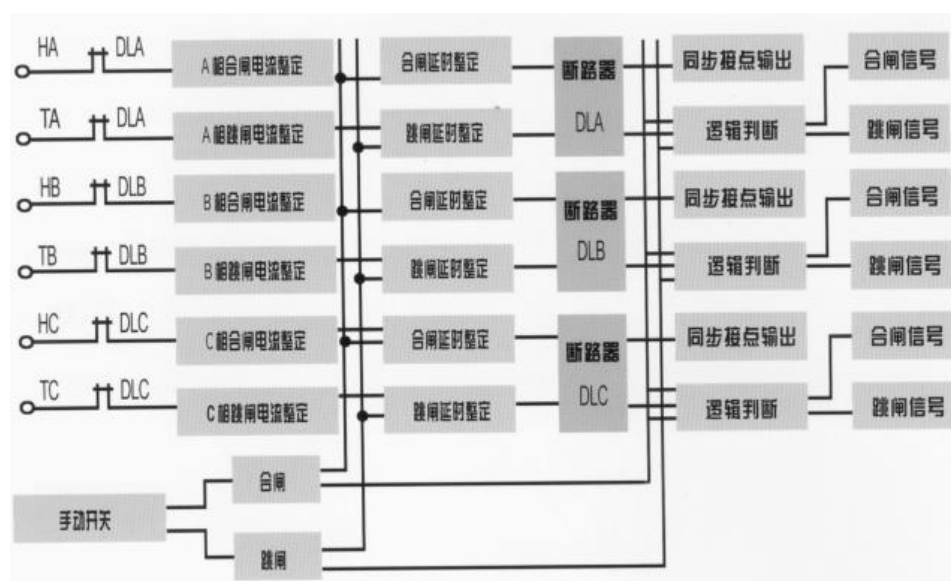 HA DLA A相合闸电流整定 合闸延时整定 断路器 同步接点输出 合闸信号
TA DLA A相跳闸电流整定 跳闸延时整定 DLA 逻辑判断 跳闸信号
HB DLB B相合闸电流整定 合闸延时整定 断路器 同步接点输出 合闸信号
TB DLB B相跳闸电流整定 跳闸延时整定 DLB 逻辑判断 跳闸信号
HC DLC C相合闸电流整定 合闸延时整定 断路器 同步接点输出 合闸信号
TC DLC C相跳闸电流整定 跳闸延时整定 DLC 逻辑判断 跳闸信号
合闸
手动开关
跳闸